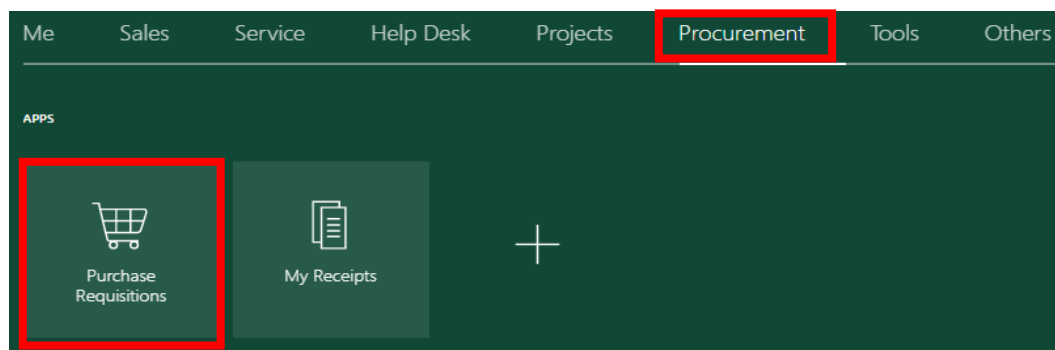 Me Sales Service Help Desk Projects Procurement Tools Others
APPS
Purchase
Requisitions
My Receipts